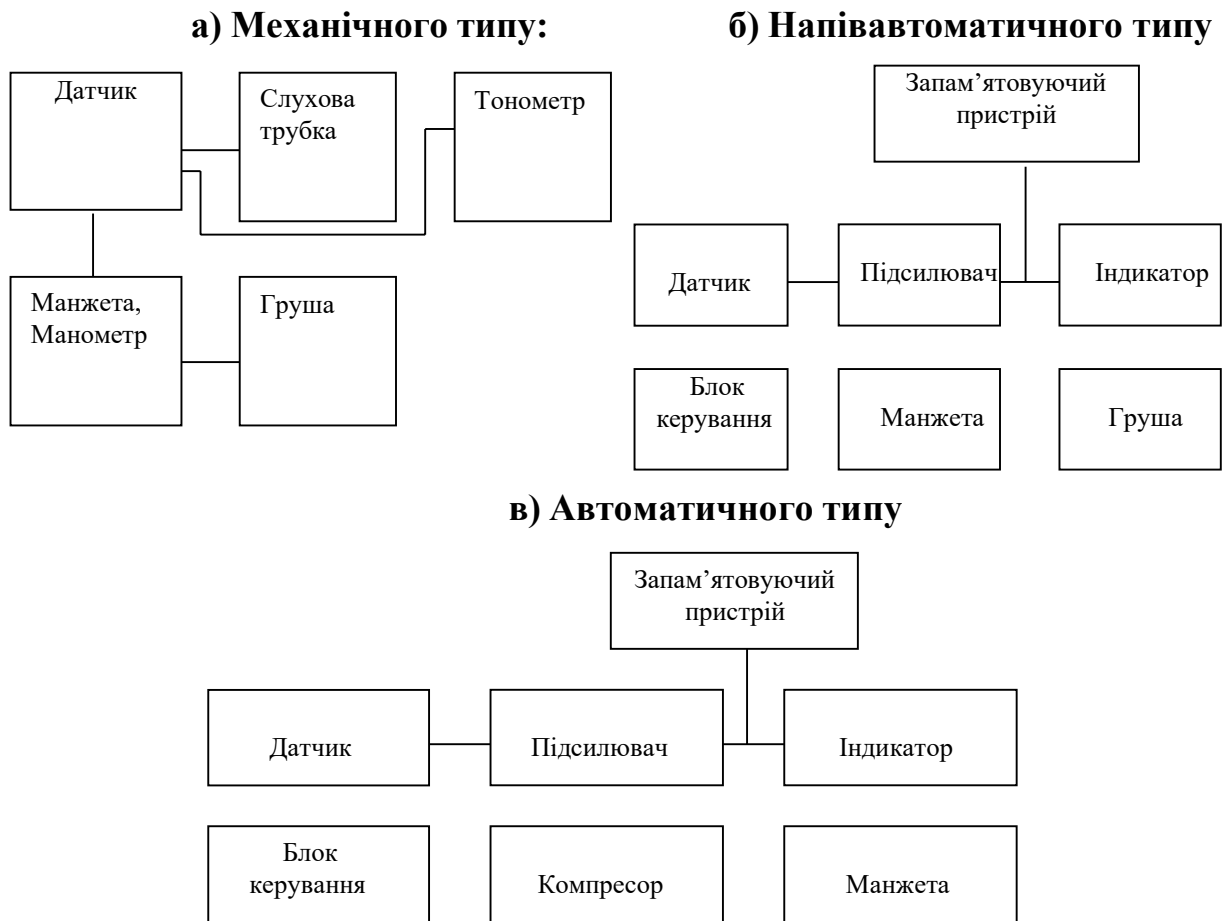 а) Механічного типу:
б) Напівавтоматичного типу
Датчик
Слухова
трубка
Тонометр
Манжета,
Манометр
Груша
Запам’ятовуючий
пристрій
Датчик
Підсилювач
Індикатор
Блок
керування
Манжета
Груша
в) Автоматичного типу
Запам’ятовуючий
пристрій
Датчик
Підсилювач
Індикатор
Блок
керування
Компресор
Манжета